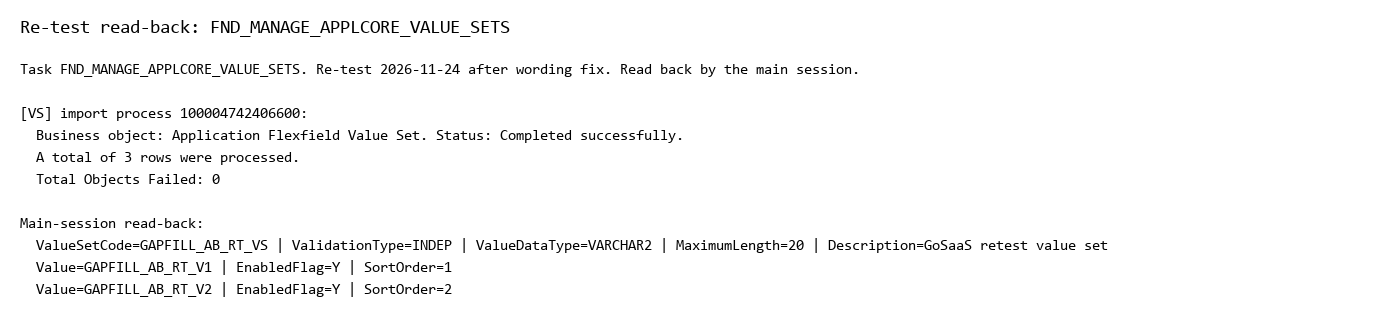 Re-test read-back: FND_MANAGE_APPLCORE_VALUE_SETS
Task FND_MANAGE_APPLCORE_VALUE_SETS. Re-test 2026-11-24 after wording fix. Read back by the main session.
[VS] import process 100004742406600:
Business object: Application Flexfield Value Set. Status: Completed successfully.
A total of 3 rows were processed.
Total Objects Failed: 0
Main-session read-back:
ValueSetCode=GAPFILL_AB_RT_VS | ValidationType=INDEP | ValueDataType=VARCHAR2 | MaximumLength=20 | Description=GoSaaS retest value set
Value=GAPFILL_AB_RT_V1 | EnabledFlag=Y | SortOrder=1
Value=GAPFILL_AB_RT_V2 | EnabledFlag=Y | SortOrder=2